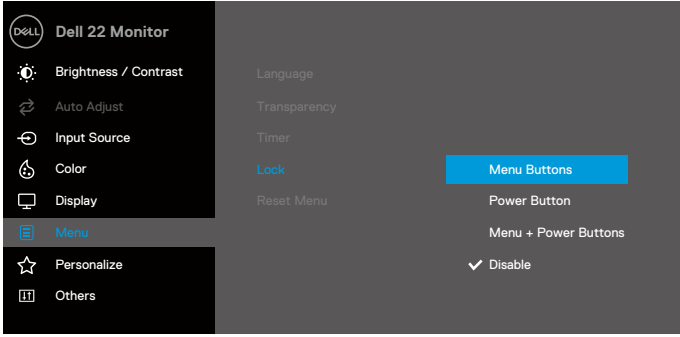 DELL Dell 22 Monitor
Brightness / Contrast
Auto Adjust
Input Source
Color
Display
Menu
Personalize
Others
Language
Transparency
Timer
Lock
Reset Menu
Menu Buttons
Power Button
Menu + Power Buttons
Disable